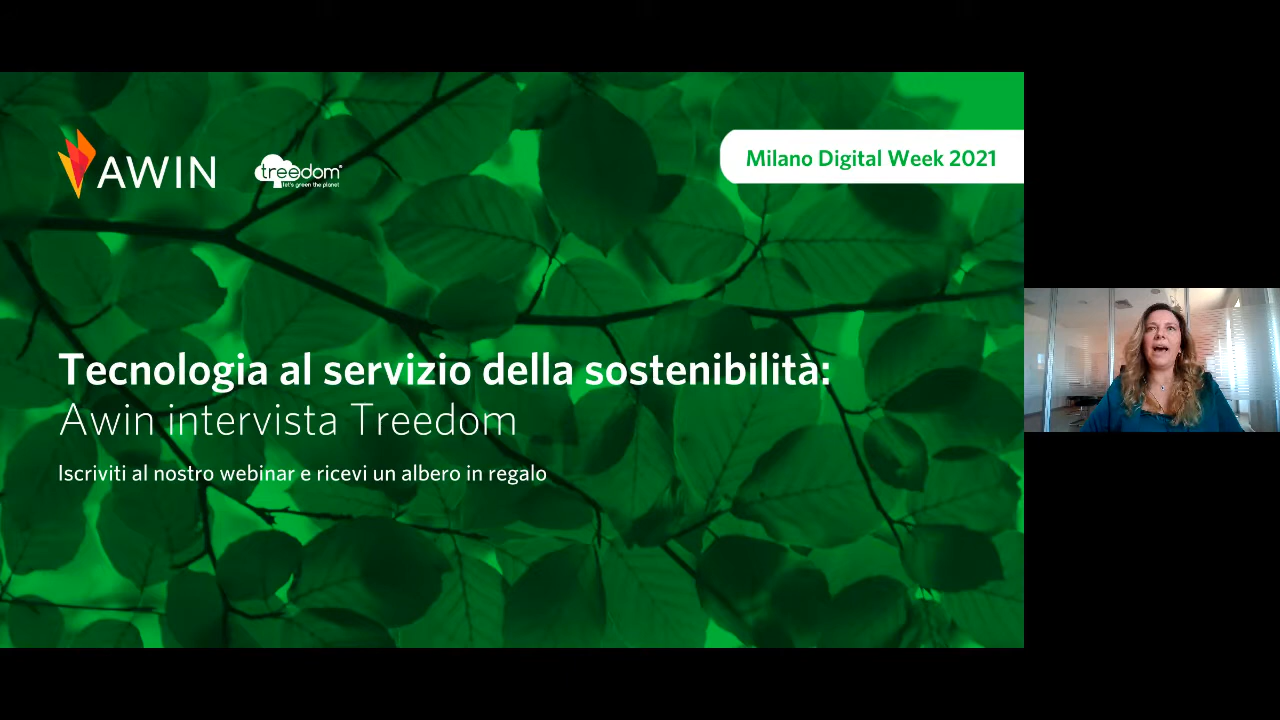 AWIN
treedom
let's green the planet
Milano Digital Week 2021
Tecnologia al servizio della sostenibilità:
Awin intervista Treedom
Iscriviti al nostro webinar e ricevi un albero in regalo